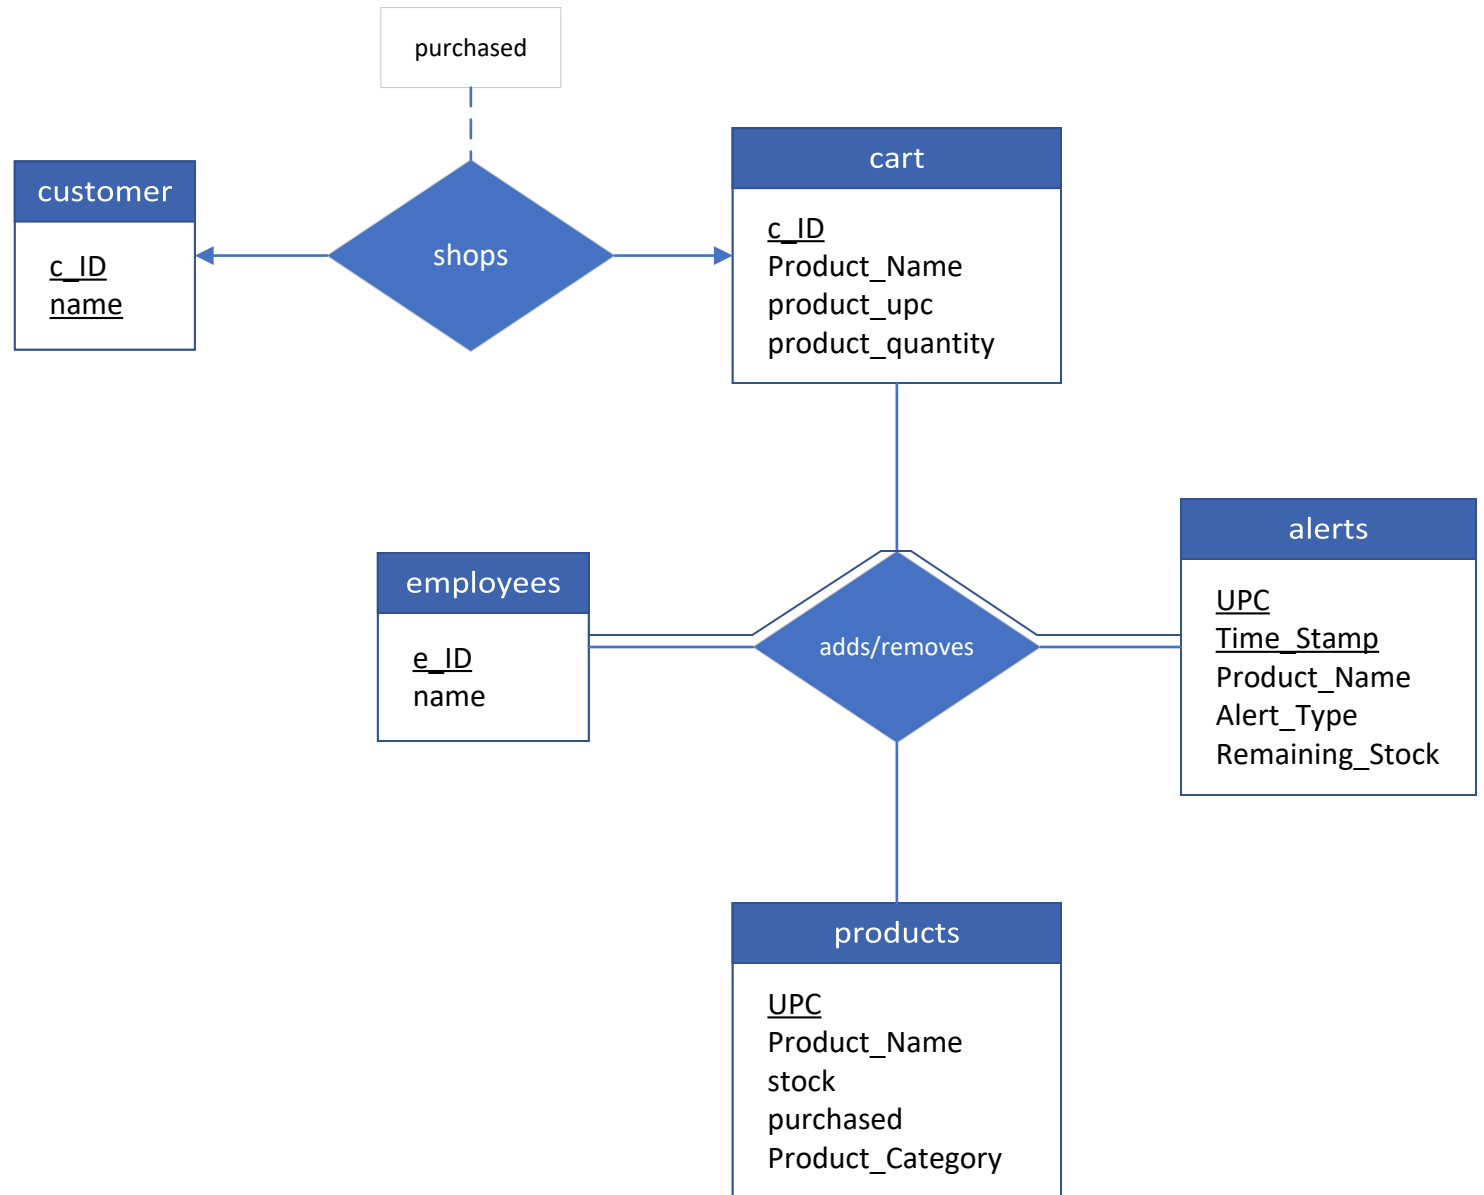 purchased
customer
c_ID
name
shops
cart
c_ID
Product_Name
product_upc
product_quantity
employees
e_ID
name
adds/removes
alerts
UPC
Time_Stamp
Product_Name
Alert_Type
Remaining_Stock
products
UPC
Product_Name
stock
purchased
Product_Category